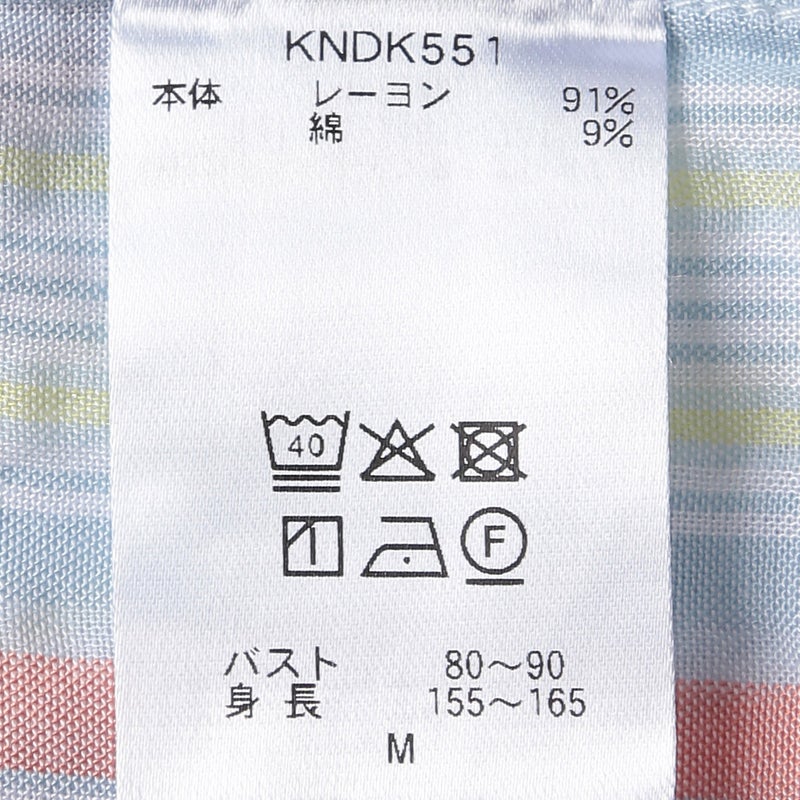 KNDK551
本体 レーヨン 91%
綿 9%
40
F
バスト 80～90
身長 155～165
M